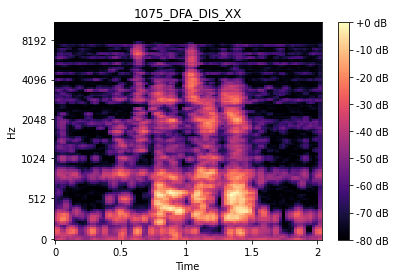 1075_DFA_DIS_XX
+0 dB
8192
-10 dB
4096
-20 dB
-30 dB
2048
Hz
-40 dB
1024
-50 dB
512
-60 dB
-70 dB
0
-80 dB
0
0.5
1
1.5
2
Time